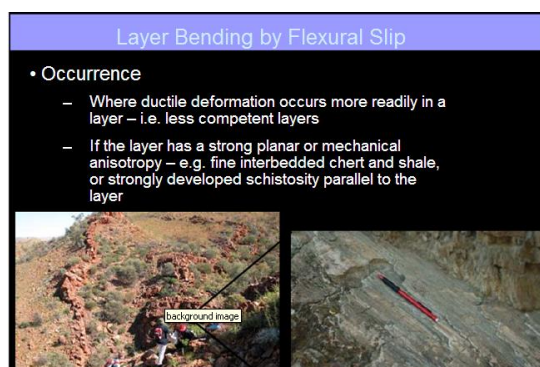 Layer Bending by Flexural Slip
• Occurrence
– Where ductile deformation occurs more readily in a
layer – i.e. less competent layers
– If the layer has a strong planar or mechanical
anisotropy – e.g. fine interbedded chert and shale,
or strongly developed schistosity parallel to the
layer
background image